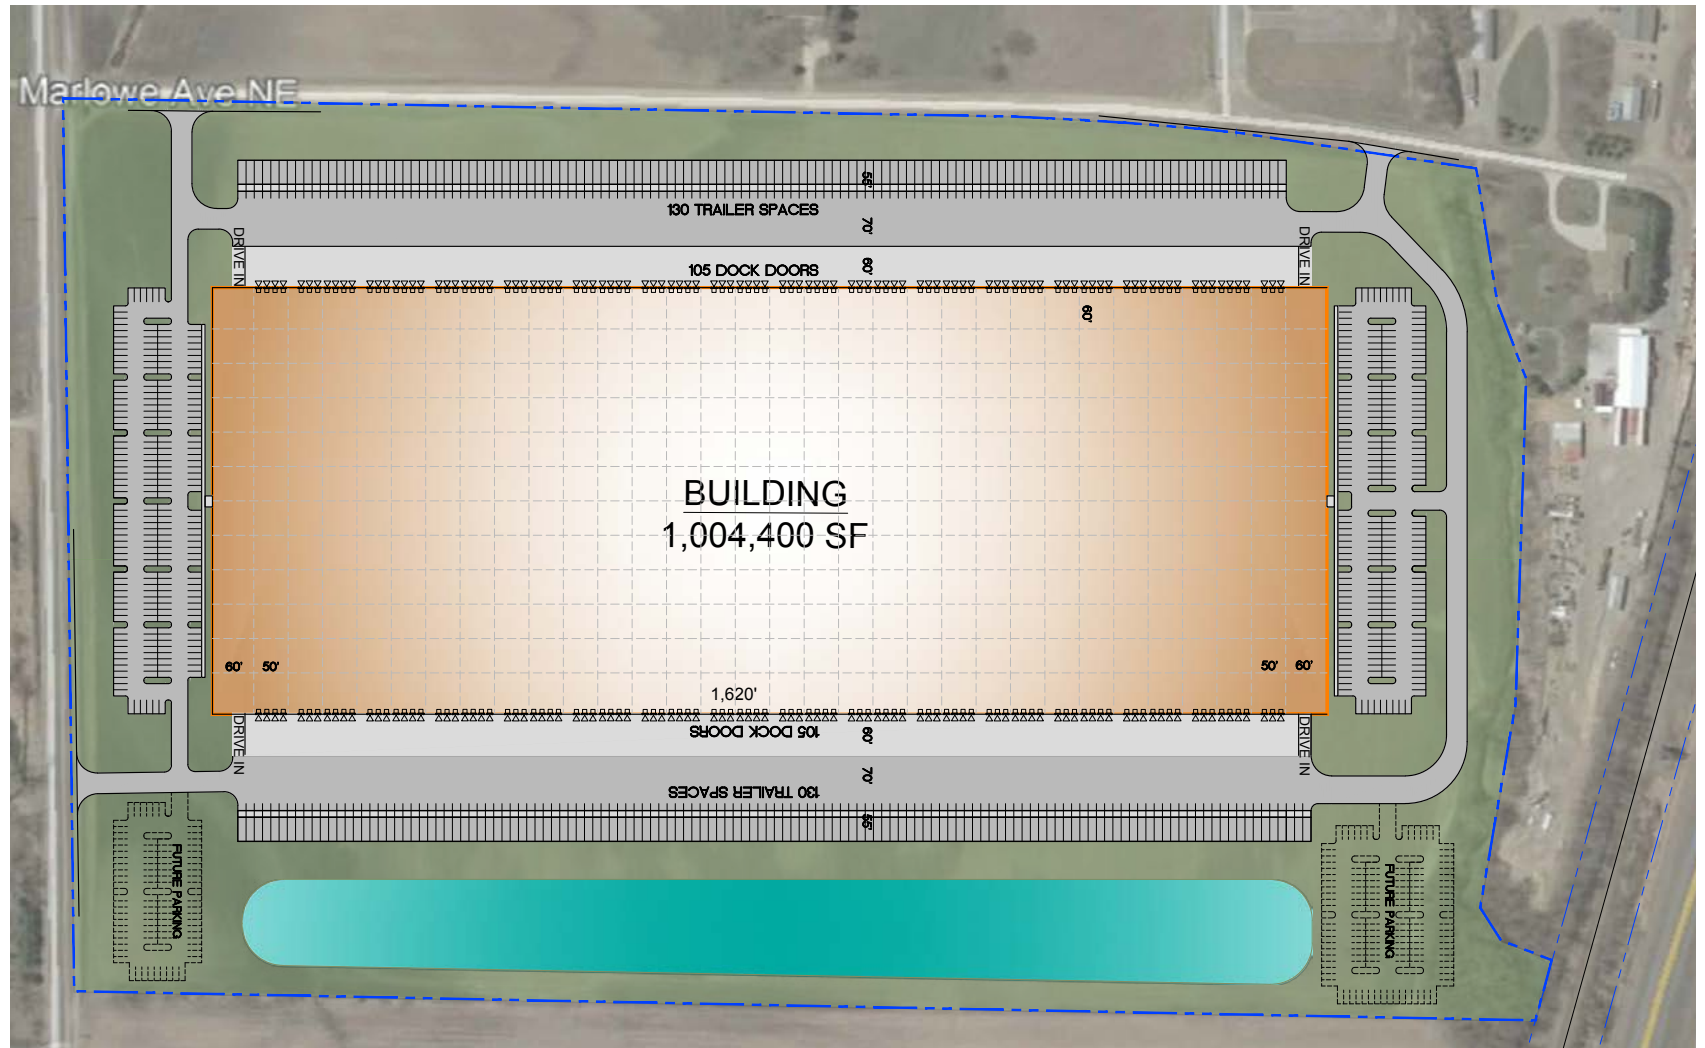 Marlowe Ave NE
55'
130 TRAILER SPACES
70'
DRIVE IN
DRIVE IN
105 DOCK DOORS
60'
60'
BUILDING
1,004,400 SF
60'
50'
50'
60'
1,620'
DRIVE IN
105 DOCK DOORS
60'
DRIVE IN
70'
130 TRAILER SPACES
55'
FUTURE PARKING
FUTURE PARKING